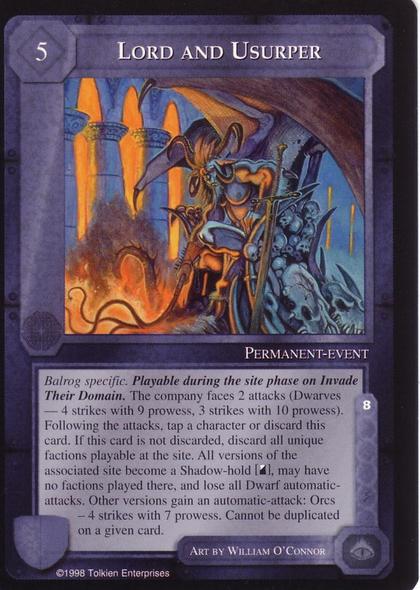 5
LORD AND USURPER
PERMANENT-EVENT
Balrog specific. Playable during the site phase on Invade
Their Domain. The company faces 2 attacks (Dwarves
— 4 strikes with 9 prowess, 3 strikes with 10 prowess).
Following the attacks, tap a character or discard this
card. If this card is not discarded, discard all unique
factions playable at the site. All versions of the
associated site become a Shadow-hold [ ], may have
no factions played there, and lose all Dwarf automatic-
attacks. Other versions gain an automatic-attack: Orcs
– 4 strikes with 7 prowess. Cannot be duplicated
on a given card.
8
ART BY WILLIAM O'CONNOR
©1998 Tolkien Enterprises